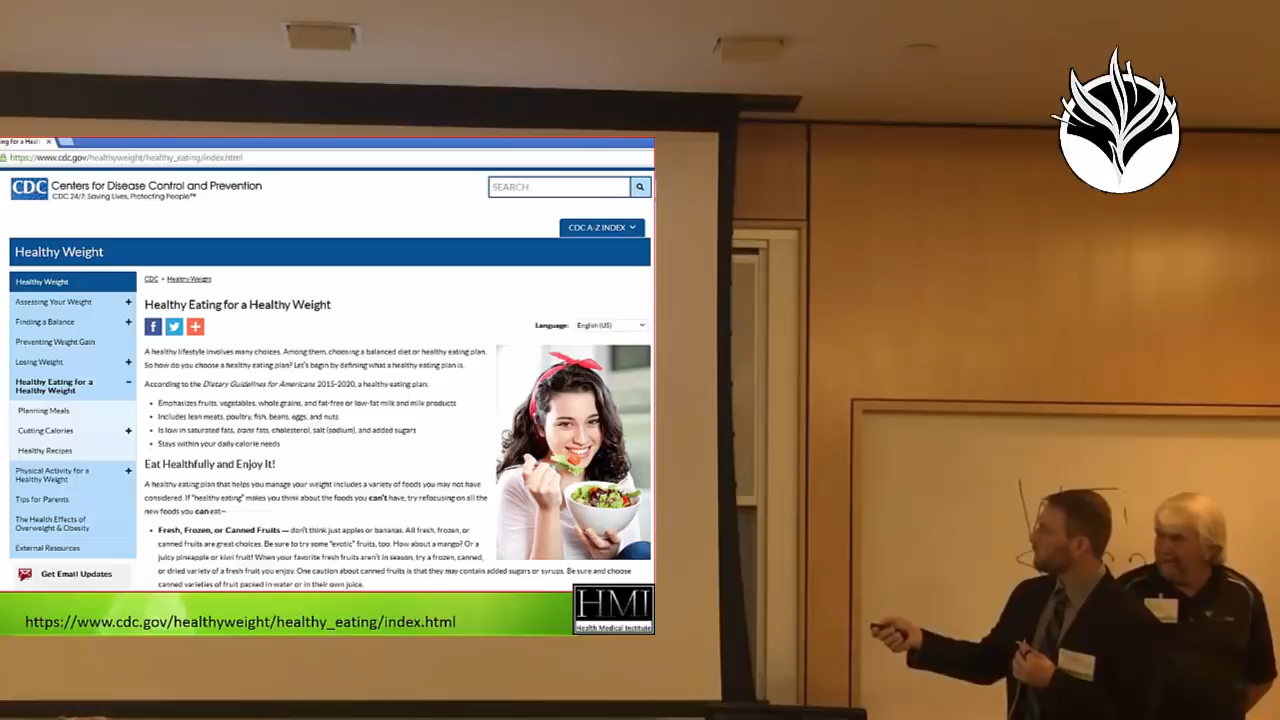 ng for a Healt
https://www.cdc.gov/healthyweight/healthy_eating/index.html
CDC Centers for Disease Control and Prevention
CDC 24/7: Saving Lives, Protecting People™
SEARCH
CDC A-Z INDEX
Healthy Weight
Healthy Weight
Assessing Your Weight
Finding a Balance
Preventing Weight Gain
Losing Weight
Healthy Eating for a
Healthy Weight
Planning Meals
Cutting Calories
Healthy Recipes
Physical Activity for a
Healthy Weight
Tips for Parents
The Health Effects of
Overweight & Obesity
External Resources
Get Email Updates
CDC > Healthy Weight
Healthy Eating for a Healthy Weight
Language: English (US)
A healthy lifestyle involves many choices. Among them, choosing a balanced diet or healthy eating plan.
So how do you choose a healthy eating plan? Let's begin by defining what a healthy eating plan is.
According to the Dietary Guidelines for Americans 2015-2020, a healthy eating plan:
• Emphasizes fruits, vegetables, whole grains, and fat-free or low-fat milk and milk products
• Includes lean meats, poultry, fish, beans, eggs, and nuts
• Is low in saturated fats, trans fats, cholesterol, salt (sodium), and added sugars
• Stays within your daily calorie needs
Eat Healthfully and Enjoy It!
A healthy eating plan that helps you manage your weight includes a variety of foods you may not have
considered. If "healthy eating" makes you think about the foods you can't have, try refocusing on all the
new foods you can eat—
• Fresh, Frozen, or Canned Fruits — don't think just apples or bananas. All fresh, frozen, or
canned fruits are great choices. Be sure to try some "exotic" fruits, too. How about a mango? Or a
juicy pineapple or kiwi fruit! When your favorite fresh fruits aren't in season, try a frozen, canned,
or dried variety of a fresh fruit you enjoy. One caution about canned fruits is that they may contain added sugars or syrups. Be sure and choose
canned varieties of fruit packed in water or in their own juice.
https://www.cdc.gov/healthyweight/healthy_eating/index.html
HMI
Health Medical Institute